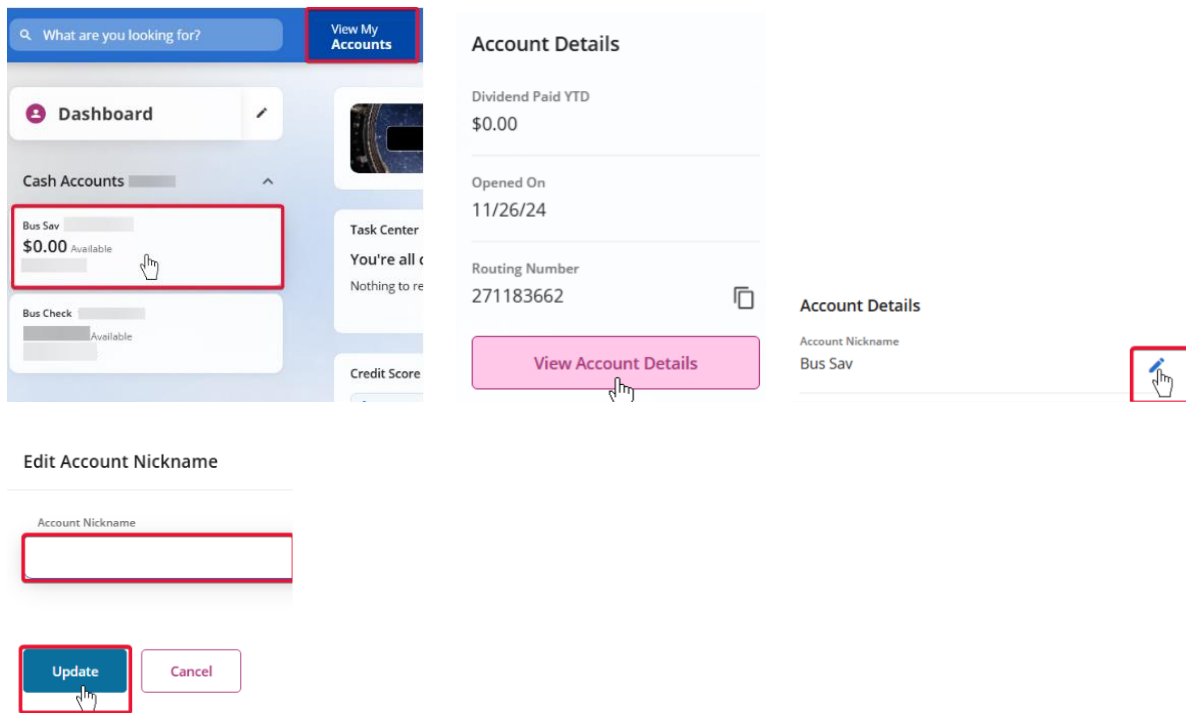 What are you looking for?
View My
Accounts
Dashboard
Cash Accounts
Bus Sav
$0.00 Available
Bus Check
Available
Task Center
You're all
Nothing to re
Credit Score
Account Details
Dividend Paid YTD
$0.00
Opened On
11/26/24
Routing Number
271183662
View Account Details
Account Details
Account Nickname
Bus Sav
Edit Account Nickname
Account Nickname
Update
Cancel